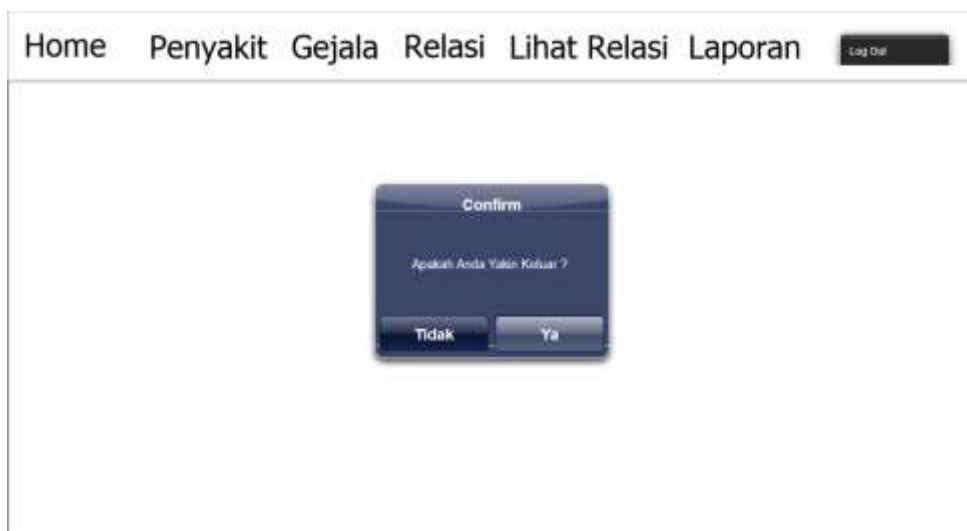 Home Penyakit Gejala Relasi Lihat Relasi Laporan Log Out
Confirm
Apakah Anda Yakin Keluar ?
Tidak Ya